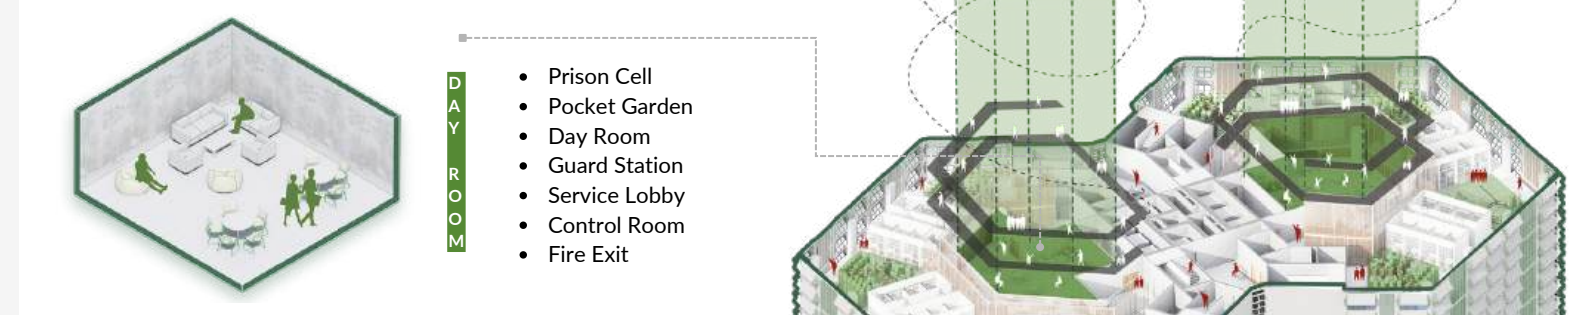 DAY ROOM
Prison Cell
Pocket Garden
Day Room
Guard Station
Service Lobby
Control Room
Fire Exit